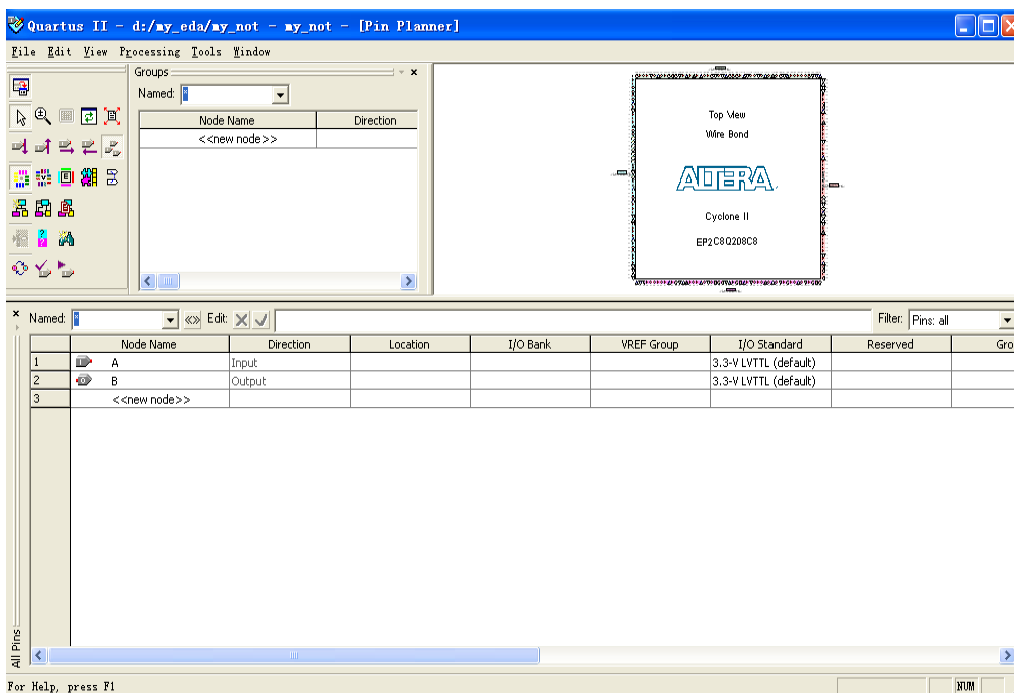 Quartus II - d:/my_eda/my_not - my_not - [Pin Planner]
File Edit View Processing Tools Window
Groups
Named: *
Node Name Direction
<<new node>>
Top View
Wire Bond
ALTERA
Cyclone II
EP2C8Q208C8
Named: * Edit: Filter: Pins: all
Node Name Direction Location I/O Bank VREF Group I/O Standard Reserved Gro
1 A Input 3.3-V LVTTL (default)
2 B Output 3.3-V LVTTL (default)
3 <<new node>>
All Pins
For Help, press F1 NUM